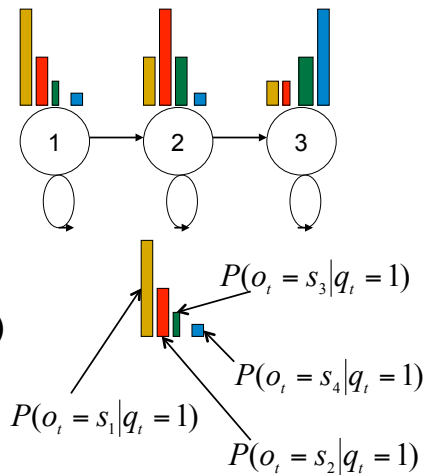 1 2 3
P(o_t = s_3|q_t = 1)
)
P(o_t = s_4|q_t = 1)
P(o_t = s_1|q_t = 1)
P(o_t = s_2|q_t = 1)